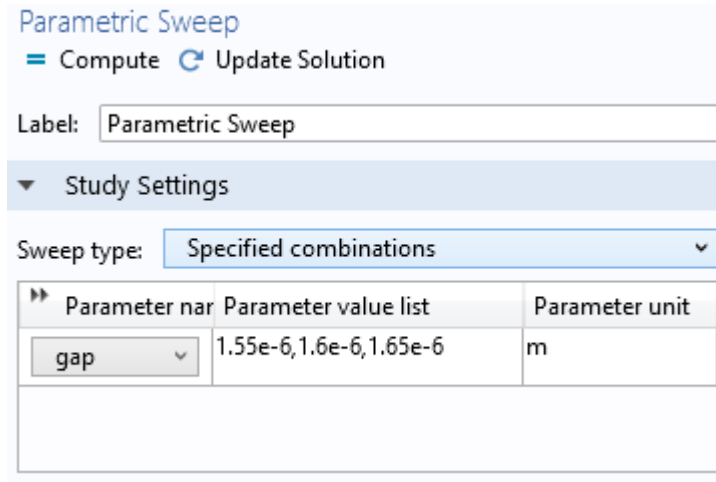 Parametric Sweep
= Compute Update Solution
Label: Parametric Sweep
Study Settings
Sweep type: Specified combinations
Parameter nar Parameter value list Parameter unit
gap 1.55e-6,1.6e-6,1.65e-6 m